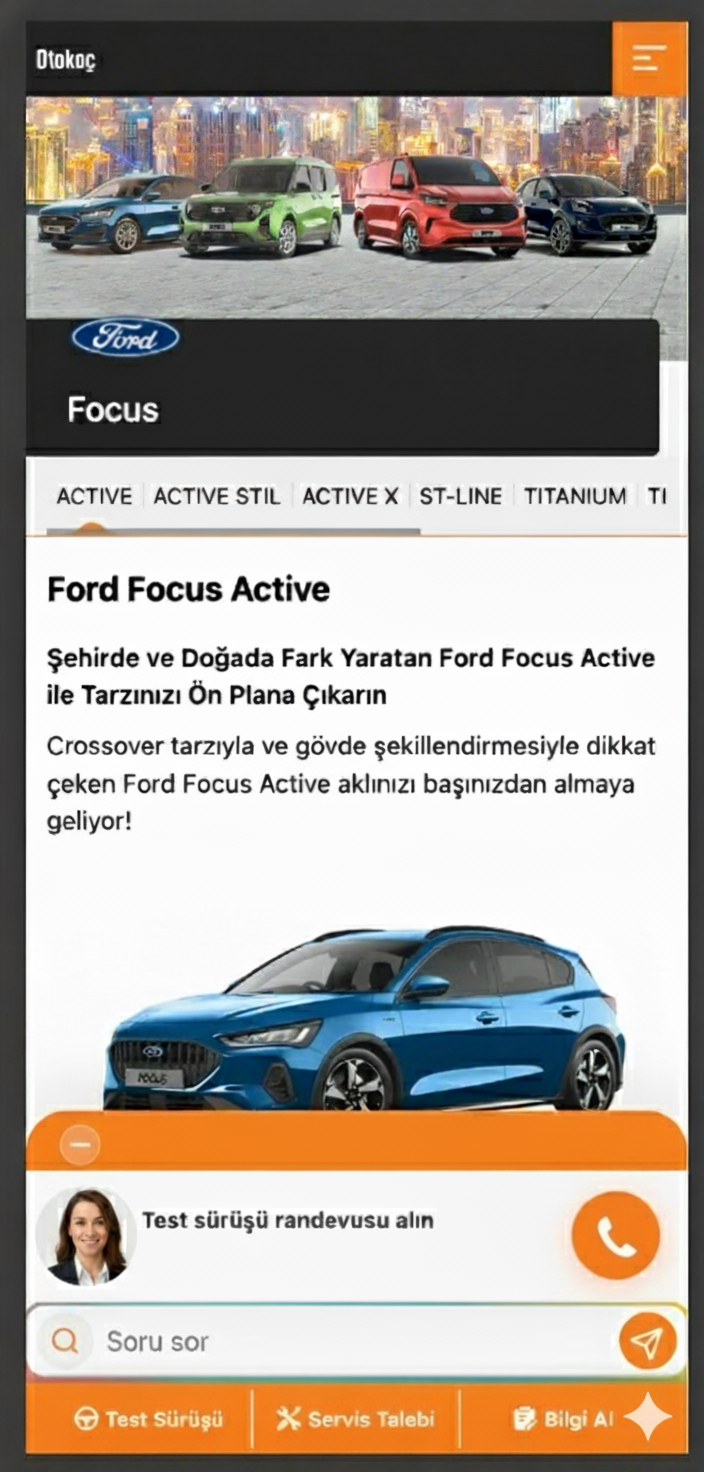 Otokoç
Ford
Focus
ACTIVE ACTIVE STIL ACTIVE X ST-LINE TITANIUM TI
Ford Focus Active
Şehirde ve Doğada Fark Yaratan Ford Focus Active
ile Tarzınızı Ön Plana Çıkarın
Crossover tarzıyla ve gövde şekillendirmesiyle dikkat
çeken Ford Focus Active aklınızı başınızdan almaya
geliyor!
FOCUS
Test sürüşü randevusu alın
Soru sor
Test Sürüşü Servis Talebi Bilgi Al